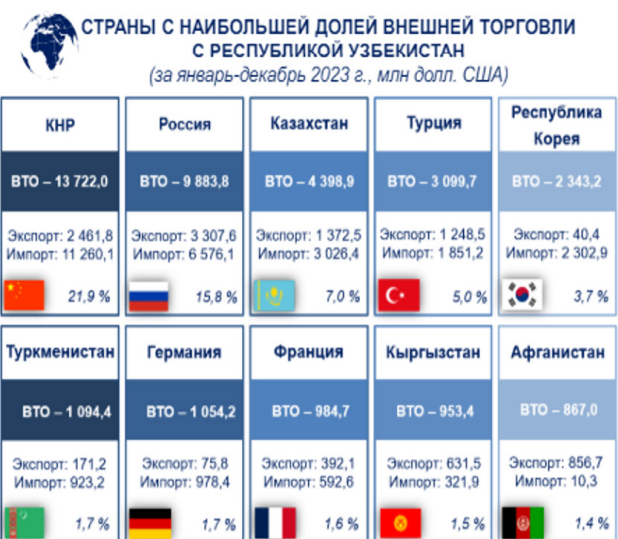 СТРАНЫ С НАИБОЛЬШЕЙ ДОЛЕЙ ВНЕШНЕЙ ТОРГОВЛИ
С РЕСПУБЛИКОЙ УЗБЕКИСТАН
(за январь-декабрь 2023 г., млн долл. США)
КНР
ВТО – 13 722,0
Экспорт: 2 461,8
Импорт: 11 260,1
21,9 %
Россия
ВТО – 9 883,8
Экспорт: 3 307,6
Импорт: 6 576,1
15,8 %
Казахстан
ВТО – 4 398,9
Экспорт: 1 372,5
Импорт: 3 026,4
7,0 %
Турция
ВТО – 3 099,7
Экспорт: 1 248,5
Импорт: 1 851,2
5,0 %
Республика
Корея
ВТО – 2 343,2
Экспорт: 40,4
Импорт: 2 302,9
3,7 %
Туркменистан
ВТО – 1 094,4
Экспорт: 171,2
Импорт: 923,2
1,7 %
Германия
ВТО – 1 054,2
Экспорт: 75,8
Импорт: 978,4
1,7 %
Франция
ВТО – 984,7
Экспорт: 392,1
Импорт: 592,6
1,6 %
Кыргызстан
ВТО – 953,4
Экспорт: 631,5
Импорт: 321,9
1,5 %
Афганистан
ВТО – 867,0
Экспорт: 856,7
Импорт: 10,3
1,4 %